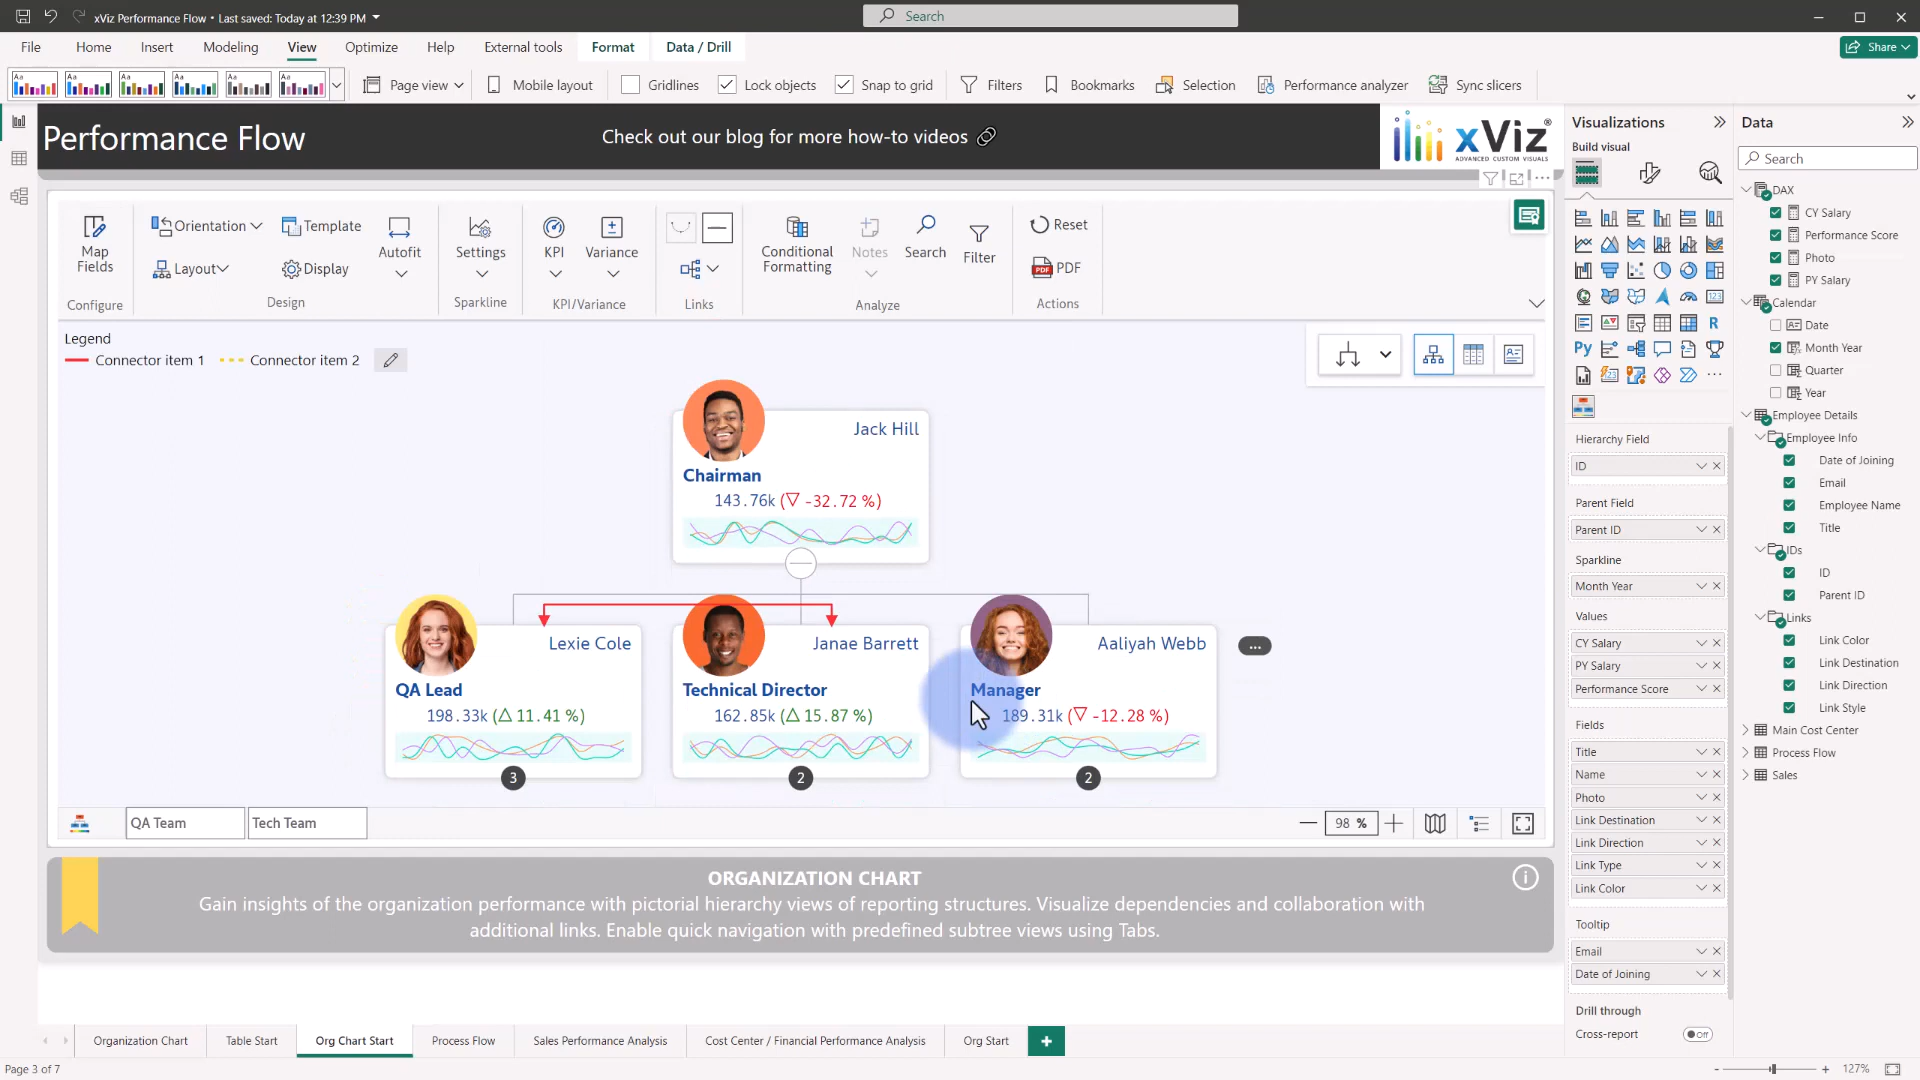 xViz Performance Flow • Last saved: Today at 12:39 PM
Search
File
Home
Insert
Modeling
View
Optimize
Help
External tools
Format
Data / Drill
Share
Aa
Aa
Aa
Aa
Aa
Aa
Page view
Mobile layout
Gridlines
Lock objects
Snap to grid
Filters
Bookmarks
Selection
Performance analyzer
Sync slicers
Performance Flow
Check out our blog for more how-to videos
xViz®
ADVANCED CUSTOM VISUALS
Map
Fields
Configure
Orientation
Template
Layout
Display
Autofit
Design
Settings
Sparkline
KPI
Variance
KPI/Variance
Links
Conditional
Formatting
Notes
Search
Filter
Analyze
Reset
PDF
PDF
Actions
Legend
Connector item 1
Connector item 2
Jack Hill
Chairman
143.76k (▽ -32.72 %)
Lexie Cole
QA Lead
198.33k (△ 11.41 %)
3
Janae Barrett
Technical Director
162.85k (△ 15.87 %)
2
Aaliyah Webb
Manager
189.31k (▽ -12.28 %)
2
...
QA Team
Tech Team
98 %
ORGANIZATION CHART
Gain insights of the organization performance with pictorial hierarchy views of reporting structures. Visualize dependencies and collaboration with
additional links. Enable quick navigation with predefined subtree views using Tabs.
Organization Chart
Table Start
Org Chart Start
Process Flow
Sales Performance Analysis
Cost Center / Financial Performance Analysis
Org Start
Page 3 of 7
127%
Visualizations
Build visual
123
R
Py
Hierarchy Field
ID
Parent Field
Parent ID
Sparkline
Month Year
Values
CY Salary
PY Salary
Performance Score
Fields
Title
Name
Photo
Link Destination
Link Direction
Link Type
Link Color
Tooltip
Email
Date of Joining
Drill through
Cross-report
Off
Data
Search
DAX
CY Salary
Performance Score
Photo
PY Salary
Calendar
Date
Month Year
Quarter
Year
Employee Details
Employee Info
Date of Joining
Email
Employee Name
Title
IDs
ID
Parent ID
Links
Link Color
Link Destination
Link Direction
Link Style
Main Cost Center
Process Flow
Sales